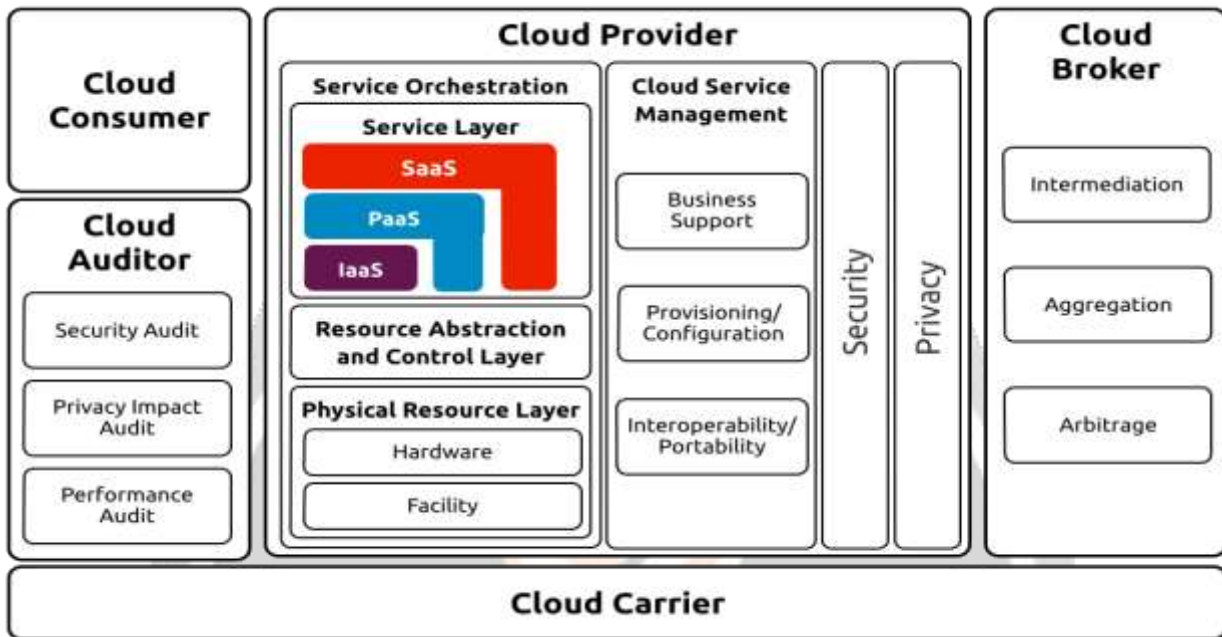 Cloud
Consumer
Cloud
Auditor
Security Audit
Privacy Impact
Audit
Performance
Audit
Cloud Provider
Service Orchestration
Service Layer
SaaS
PaaS
IaaS
Resource Abstraction
and Control Layer
Physical Resource Layer
Hardware
Facility
Cloud Service
Management
Business
Support
Provisioning/
Configuration
Interoperability/
Portability
Security
Privacy
Cloud
Broker
Intermediation
Aggregation
Arbitrage
Cloud Carrier